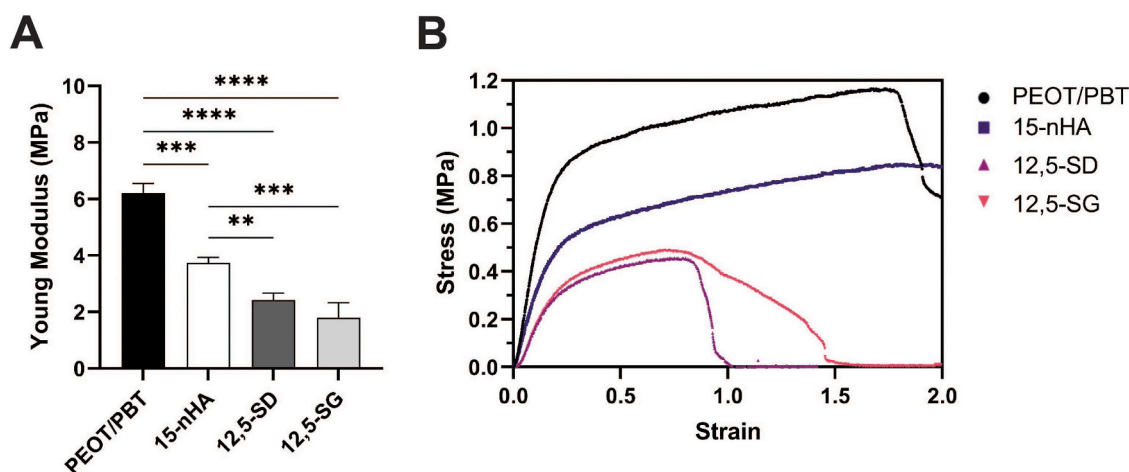 A
Young Modulus (MPa)
10
8
6
4
2
0
****
****
***
***
**
PEOT/PBT
15-nHA
12,5-SD
12,5-SG
B
Stress (MPa)
1.2
1.0
0.8
0.6
0.4
0.2
0.0
0.0
0.5
1.0
1.5
2.0
Strain
PEOT/PBT
15-nHA
12,5-SD
12,5-SG